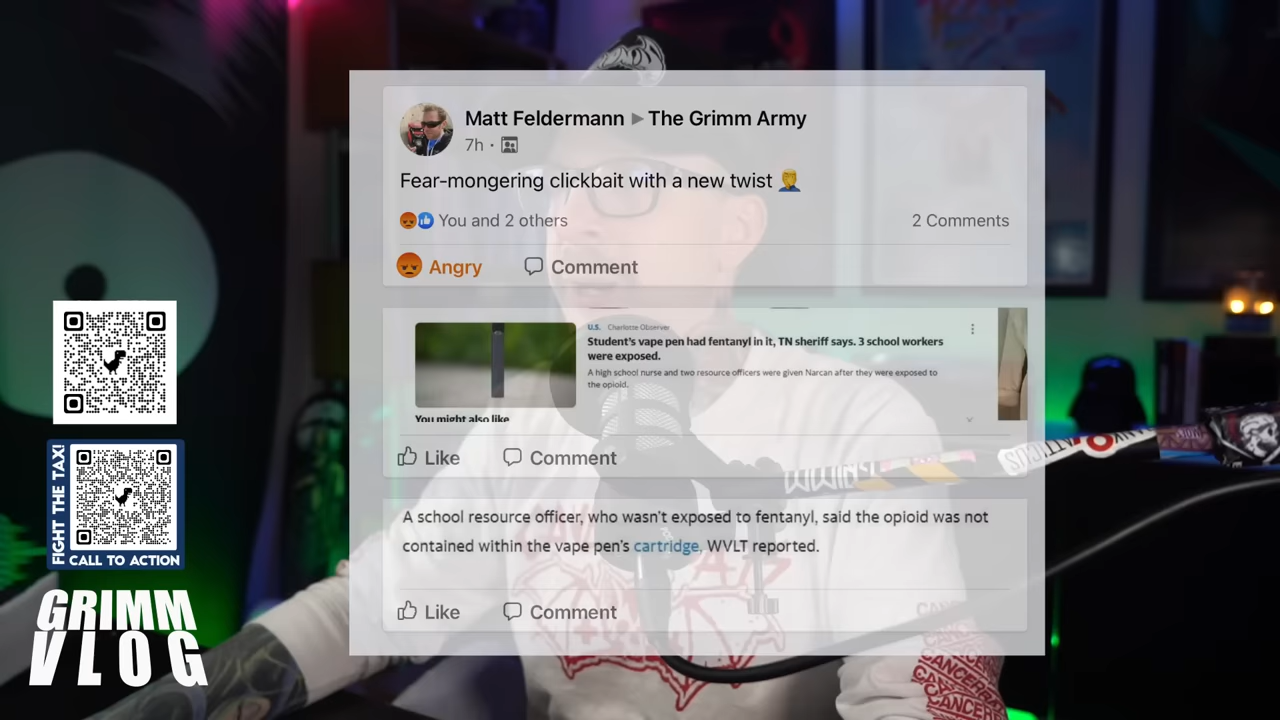 Matt Feldermann ▶ The Grimm Army
7h ·
Fear-mongering clickbait with a new twist 🤦‍♂️
You and 2 others
2 Comments
Angry
Comment
U.S. Charlotte Observer
Student's vape pen had fentanyl in it, TN sheriff says. 3 school workers
were exposed.
A high school nurse and two resource officers were given Narcan after they were exposed to
the opioid.
You might also like
Like
Comment
A school resource officer, who wasn't exposed to fentanyl, said the opioid was not
contained within the vape pen's cartridge, WVLT reported.
Like
Comment
FIGHT THE TAX!
CALL TO ACTION
GRIMM
VLOG
ATTICUS
CANCER
CANCER